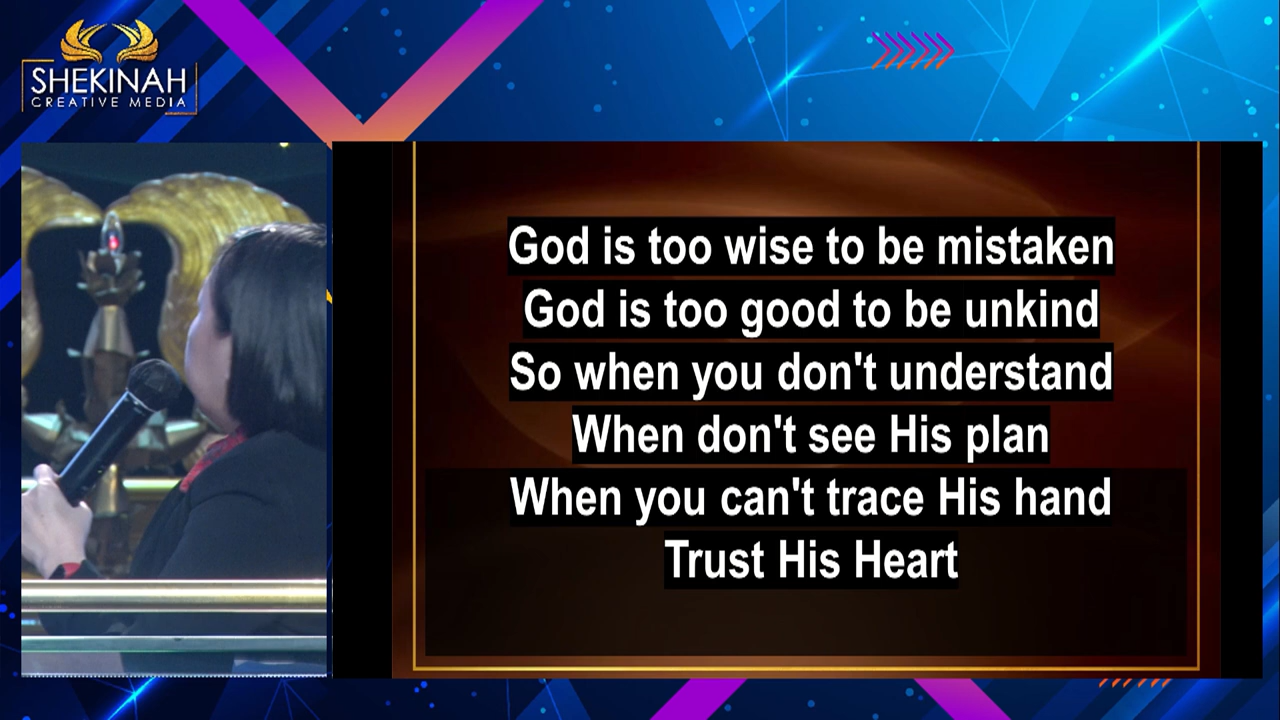 SHEKINAH
CREATIVE MEDIA
God is too wise to be mistaken
God is too good to be unkind
So when you don't understand
When don't see His plan
When you can't trace His hand
Trust His Heart